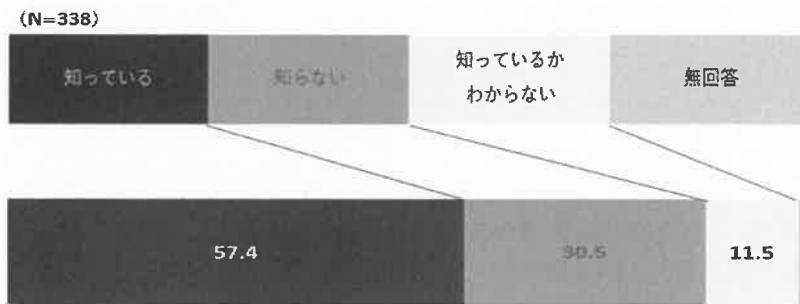 (N=338)
知っている
知らない
知っているか
わからない
無回答
57.4
30.5
11.5